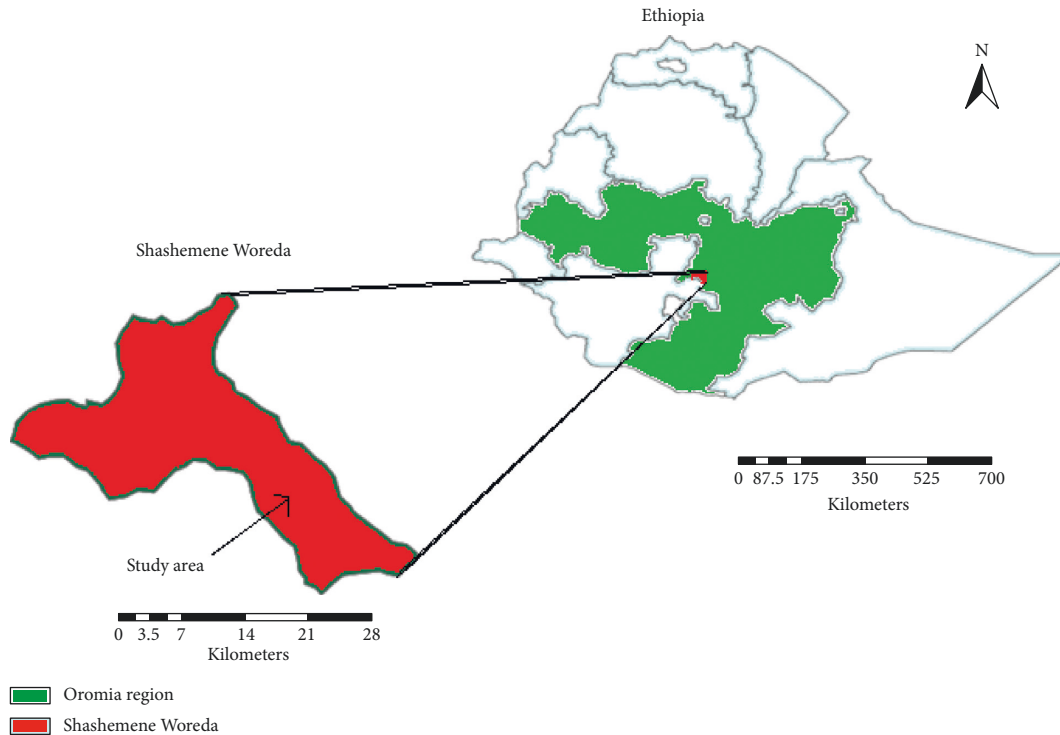 Ethiopia
N
Shashemene Woreda
0 87.5 175 350 525 700
Kilometers
Study area
0 3.5 7 14 21 28
Kilometers
Oromia region
Shashemene Woreda